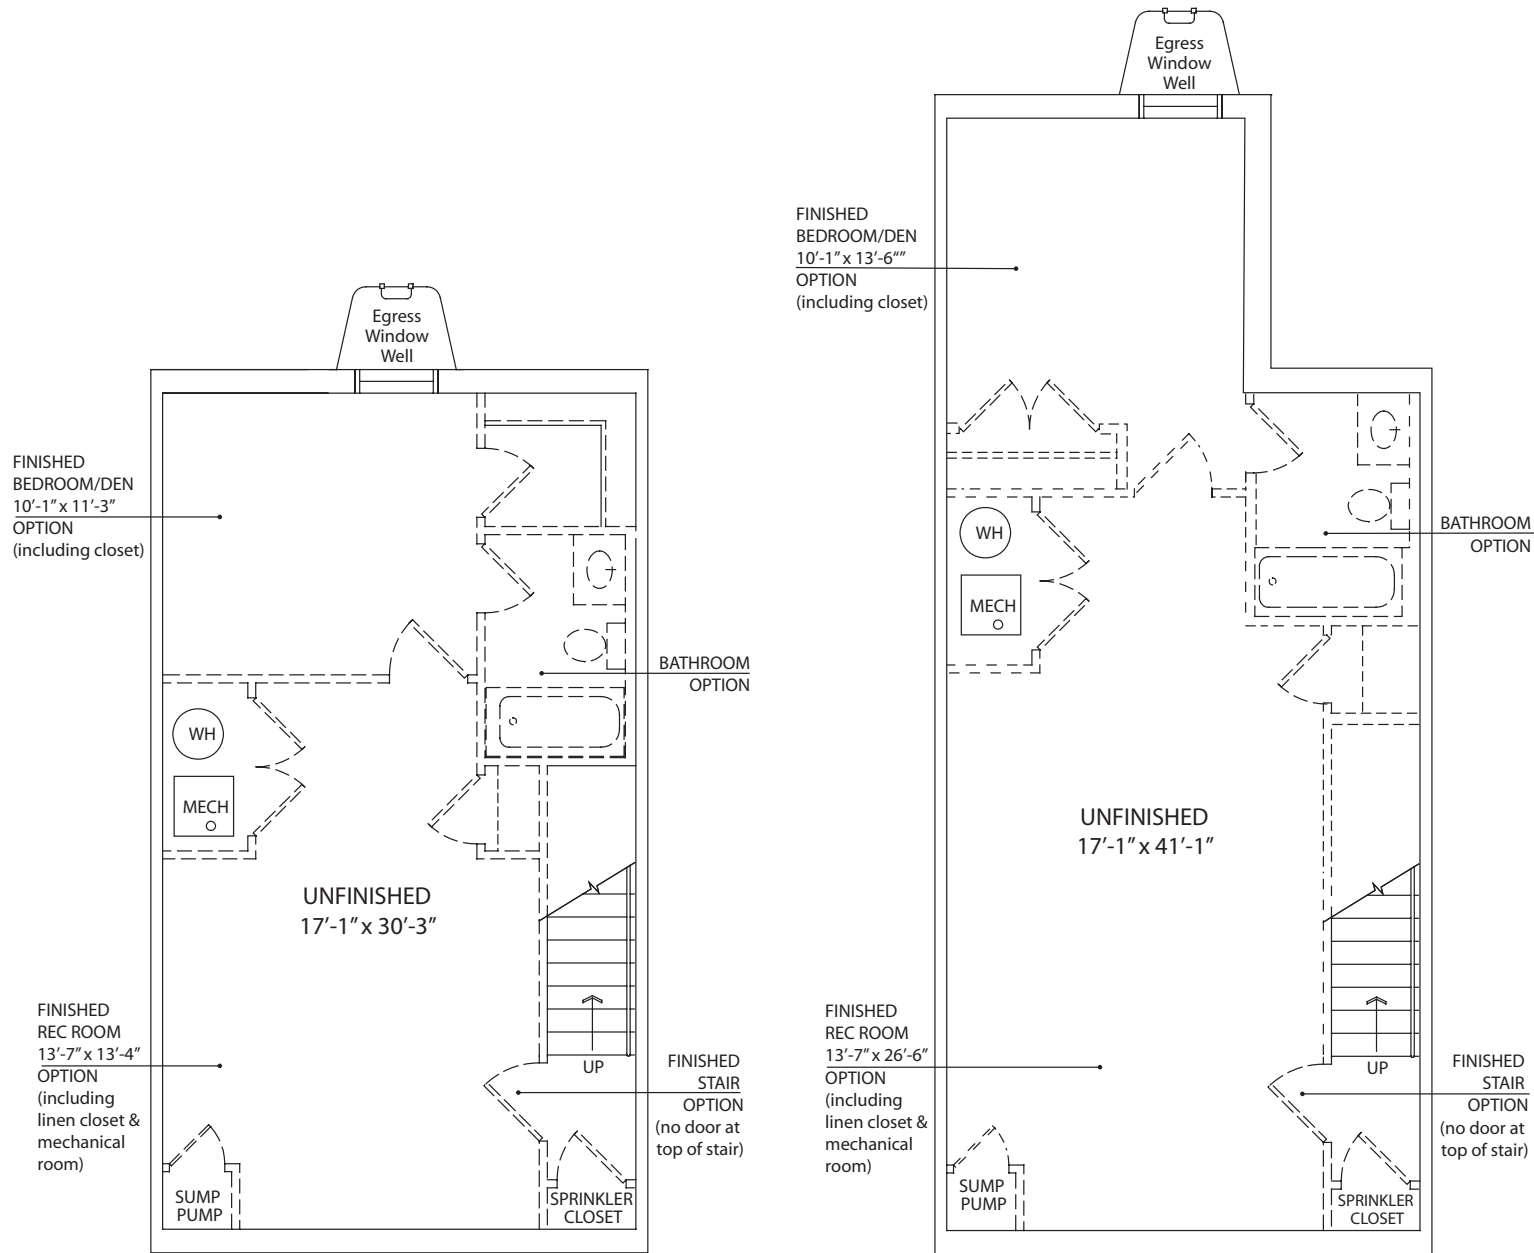 Egress
Window
Well
FINISHED
BEDROOM/DEN
10'-1” x 11'-3”
OPTION
(including closet)
WH
MECH
BATHROOM
OPTION
UNFINISHED
17'-1” x 30'-3”
FINISHED
REC ROOM
13'-7” x 13'-4”
OPTION
(including
linen closet &
mechanical
room)
UP
FINISHED
STAIR
OPTION
(no door at
top of stair)
SUMP
PUMP
SPRINKLER
CLOSET
Egress
Window
Well
FINISHED
BEDROOM/DEN
10'-1” x 13'-6“”
OPTION
(including closet)
WH
MECH
BATHROOM
OPTION
UNFINISHED
17'-1” x 41'-1”
FINISHED
REC ROOM
13'-7” x 26'-6”
OPTION
(including
linen closet &
mechanical
room)
UP
FINISHED
STAIR
OPTION
(no door at
top of stair)
SUMP
PUMP
SPRINKLER
CLOSET